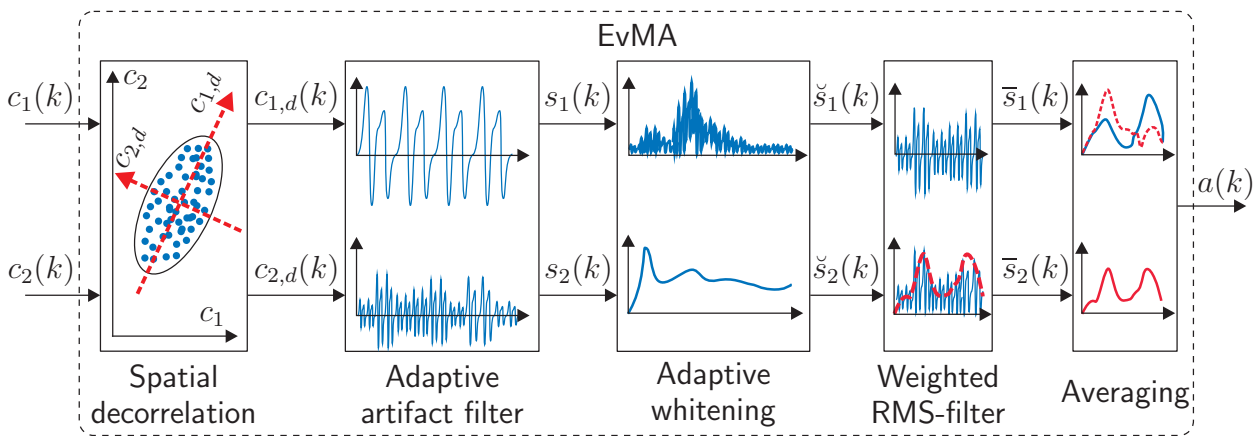 EvMA
c₁(k)
c₂
c₁,d
c₂,d
c₁
c₂(k)
c₁,d(k)
c₂,d(k)
s₁(k)
s₂(k)
s̆₁(k)
s̆₂(k)
s̅₁(k)
s̅₂(k)
a(k)
Spatial
decorrelation
Adaptive
artifact filter
Adaptive
whitening
Weighted
RMS-filter
Averaging